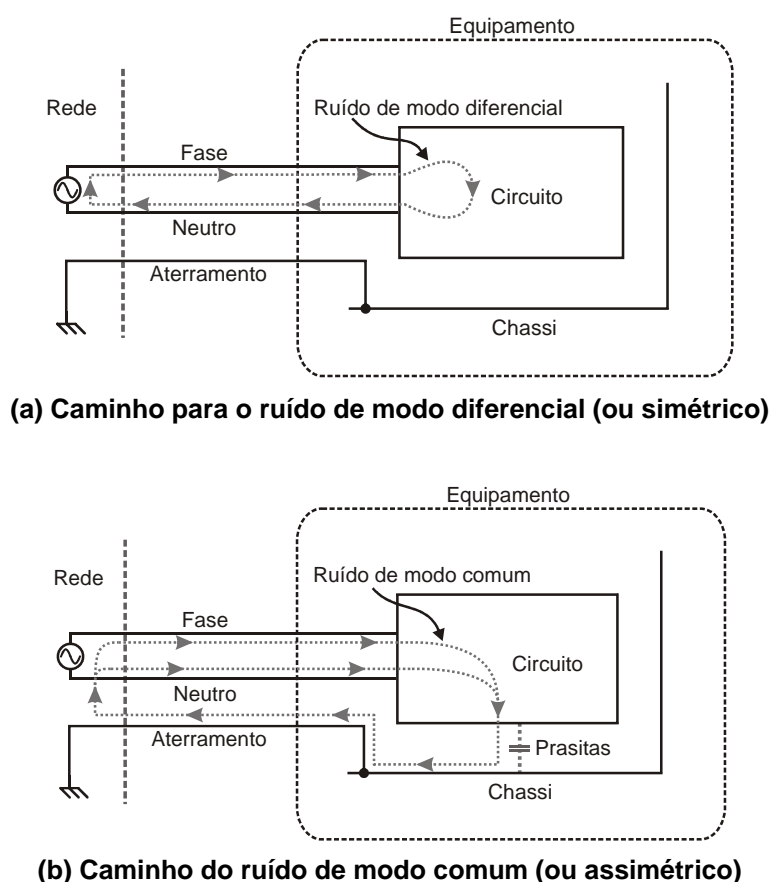 Equipamento
Rede
Ruído de modo diferencial
Fase
Circuito
Neutro
Aterramento
Chassi
(a) Caminho para o ruído de modo diferencial (ou simétrico)
Equipamento
Rede
Ruído de modo comum
Fase
Circuito
Neutro
Aterramento
Prasitas
Chassi
(b) Caminho do ruído de modo comum (ou assimétrico)